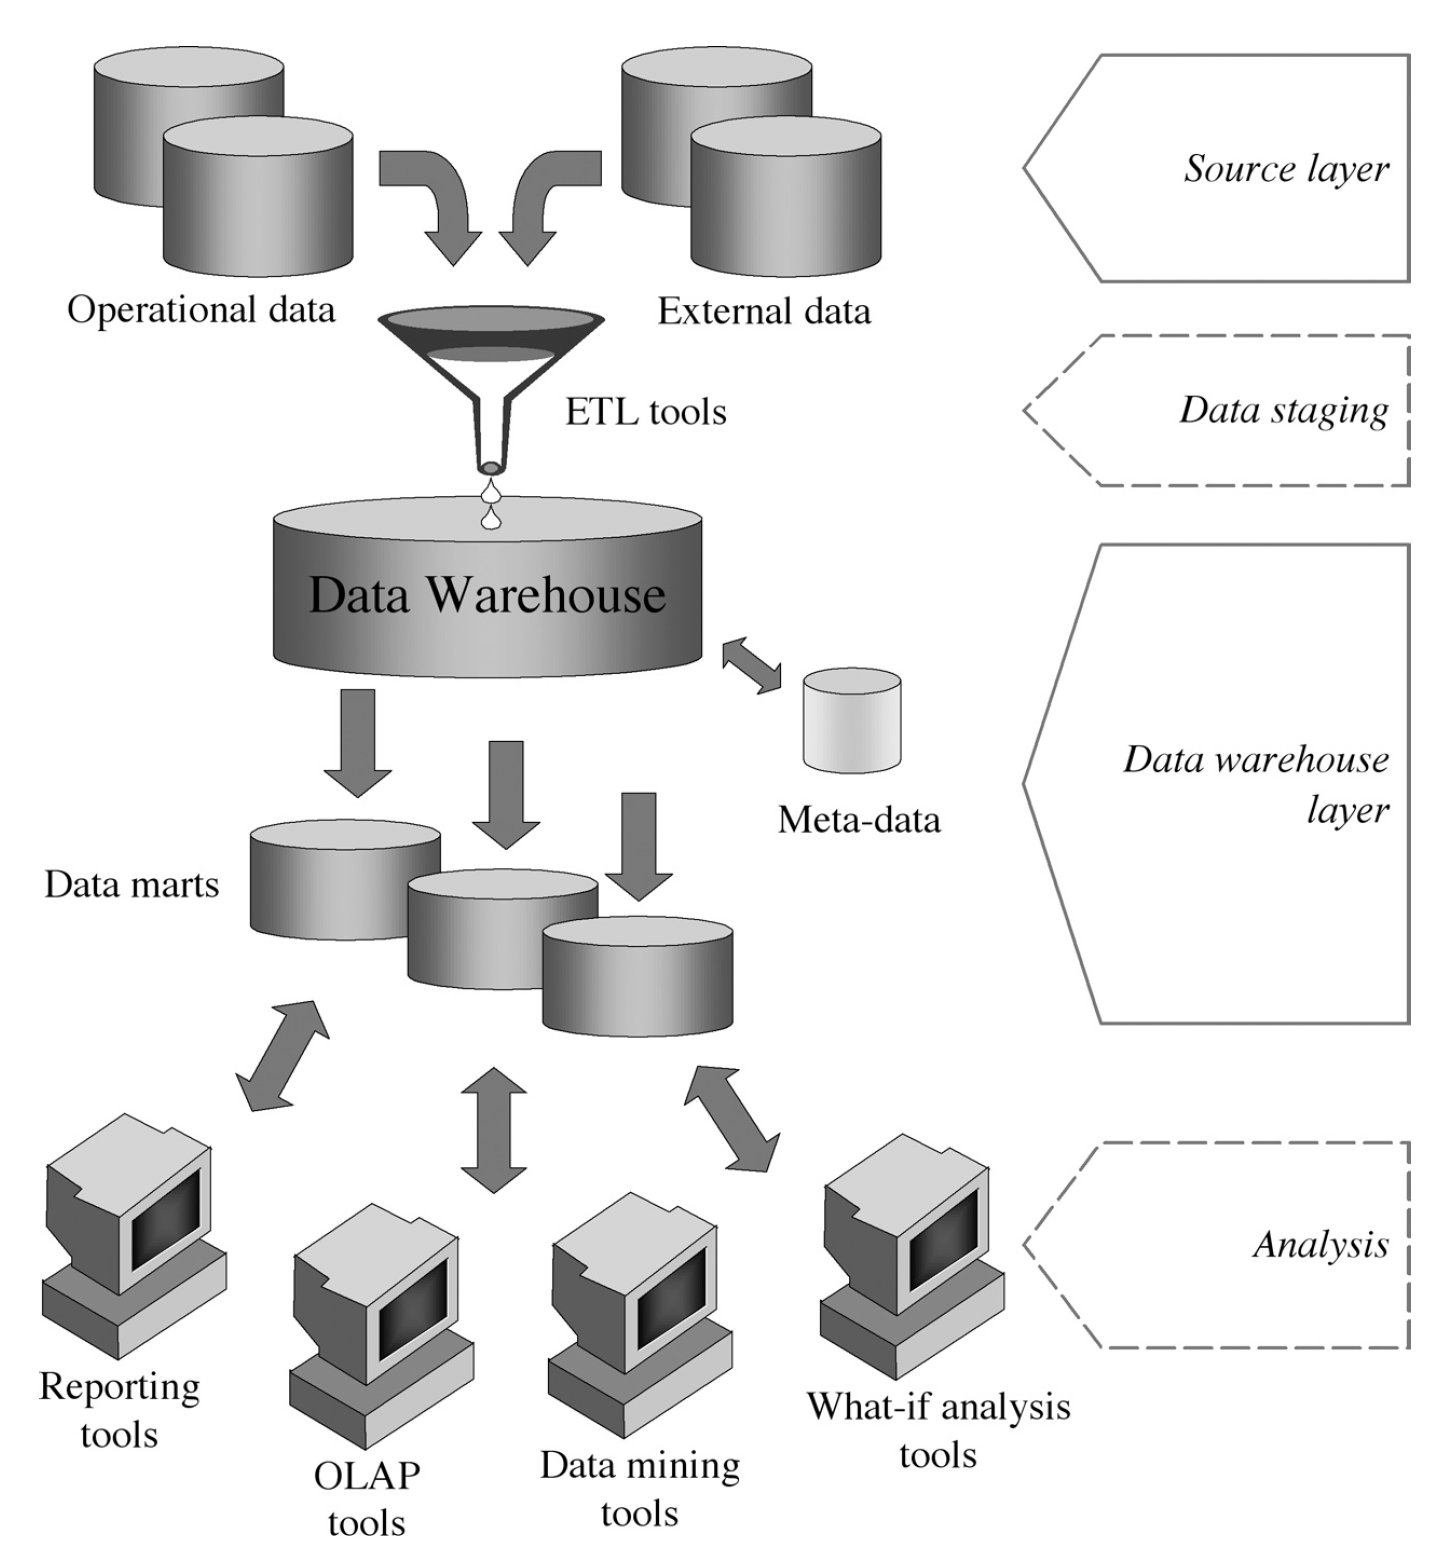 Source layer
Operational data
External data
ETL tools
Data staging
Data Warehouse
Data warehouse
layer
Meta-data
Data marts
Analysis
Reporting
tools
OLAP
tools
Data mining
tools
What-if analysis
tools